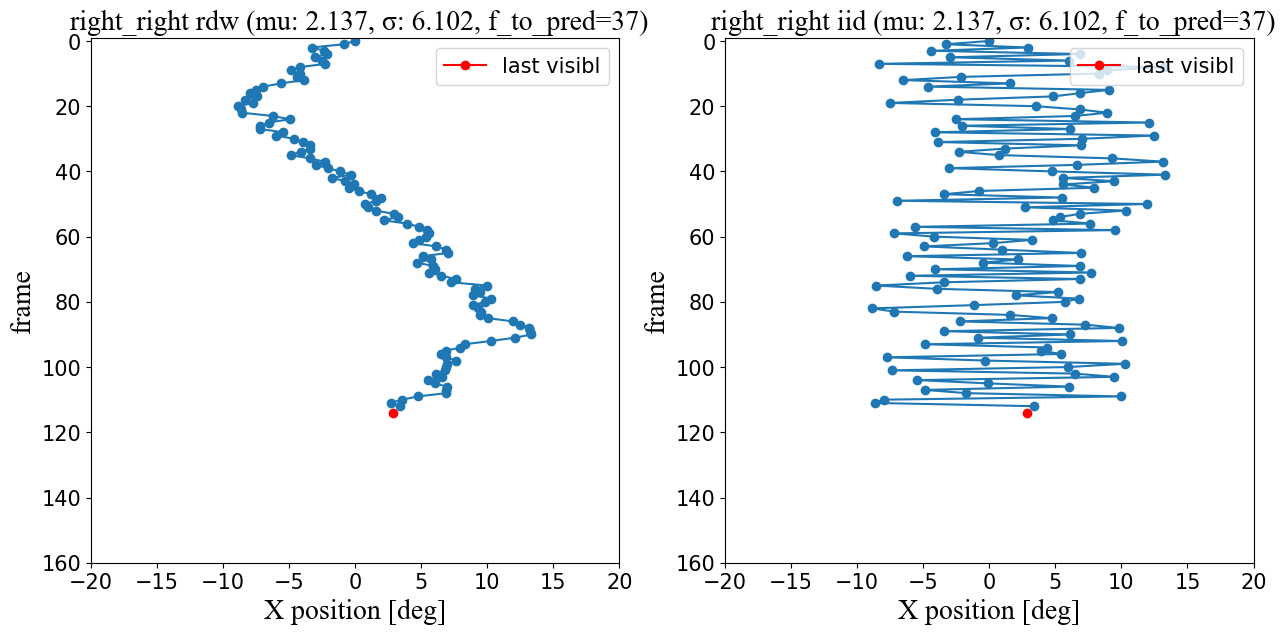 right_right rdw (mu: 2.137, σ: 6.102, f_to_pred=37)
last visibl
0
20
40
60
80
100
120
140
160
frame
−20 −15 −10 −5 0 5 10 15 20
X position [deg]
right_right iid (mu: 2.137, σ: 6.102, f_to_pred=37)
last visibl
0
20
40
60
80
100
120
140
160
frame
−20 −15 −10 −5 0 5 10 15 20
X position [deg]